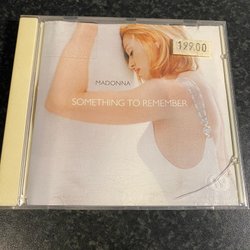 199.00
MADONNA
SOMETHING TO REMEMBER